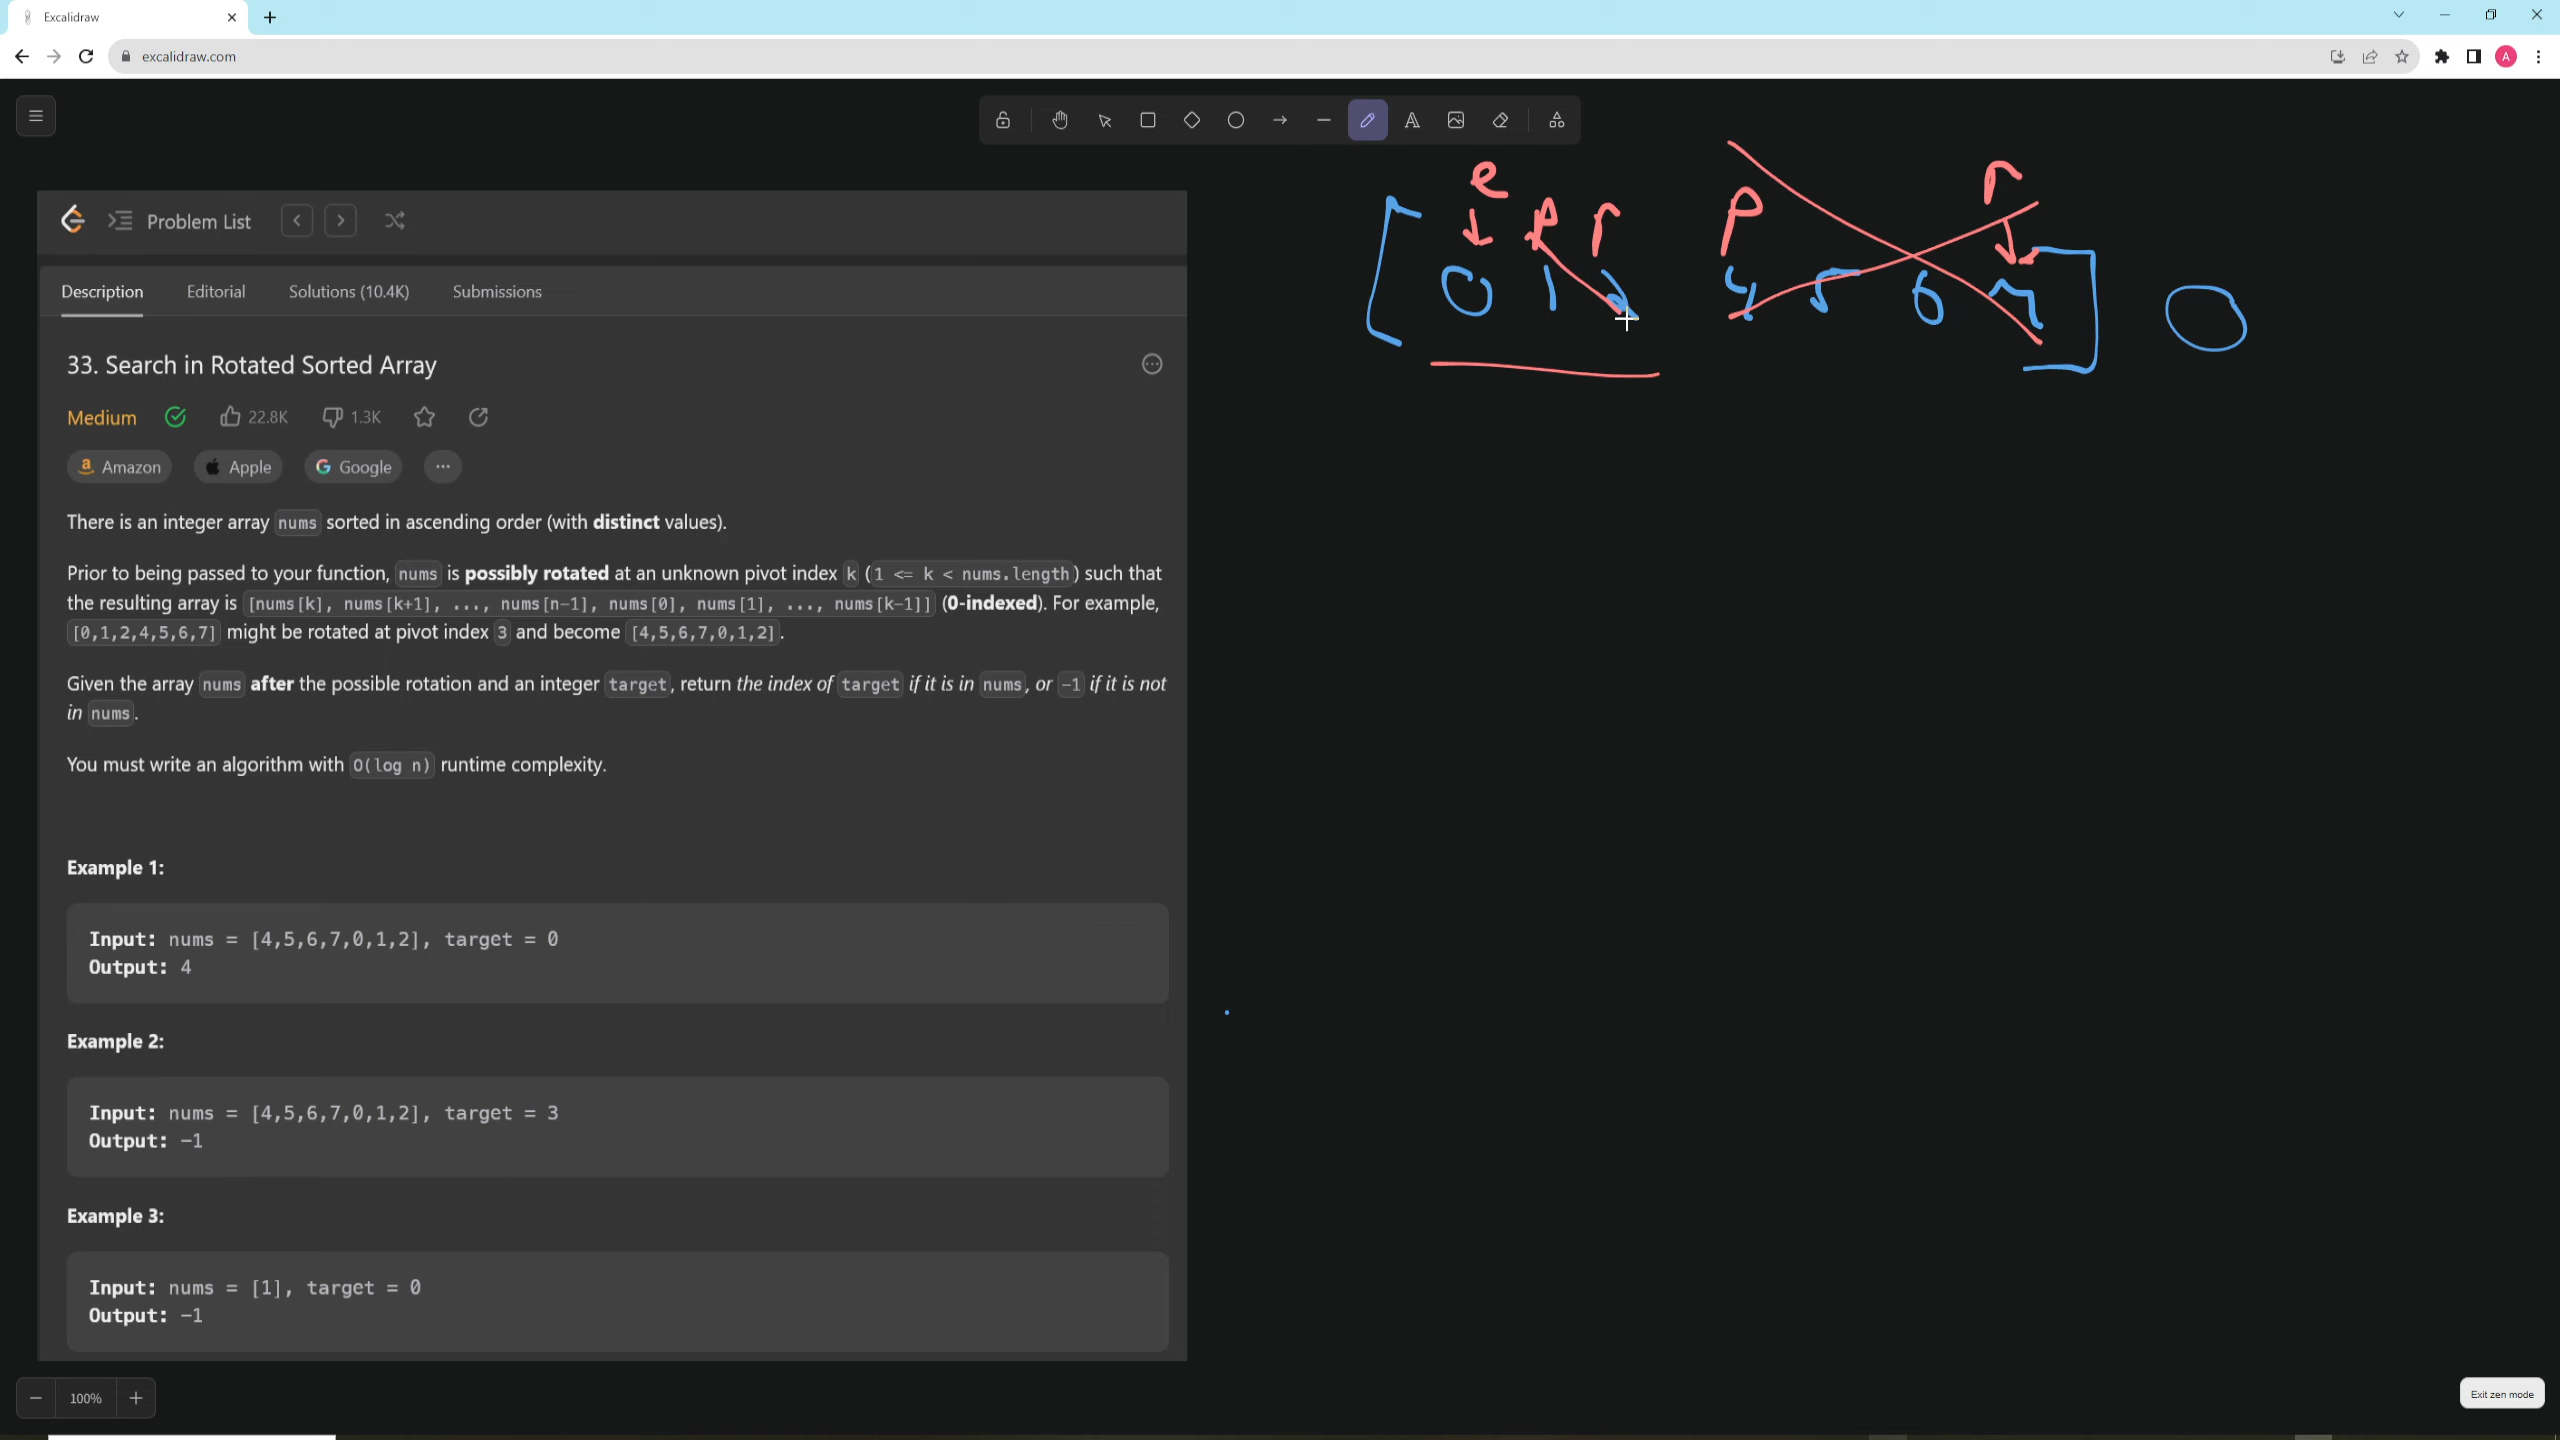 Excalidraw
excalidraw.com
A
Problem List
Description Editorial Solutions (10.4K) Submissions
33. Search in Rotated Sorted Array
Medium 22.8K 1.3K
Amazon Apple Google
There is an integer array nums sorted in ascending order (with distinct values).
Prior to being passed to your function, nums is possibly rotated at an unknown pivot index k (1 <= k < nums.length) such that
the resulting array is [nums[k], nums[k+1], ..., nums[n-1], nums[0], nums[1], ..., nums[k-1]] (0-indexed). For example,
[0,1,2,4,5,6,7] might be rotated at pivot index 3 and become [4,5,6,7,0,1,2].
Given the array nums after the possible rotation and an integer target, return the index of target if it is in nums, or -1 if it is not
in nums.
You must write an algorithm with O(log n) runtime complexity.
Example 1:
Input: nums = [4,5,6,7,0,1,2], target = 0
Output: 4
Example 2:
Input: nums = [4,5,6,7,0,1,2], target = 3
Output: -1
Example 3:
Input: nums = [1], target = 0
Output: -1
e p r p r
[ 0 1 2 4 5 6 7 ] 0
100%
Exit zen mode